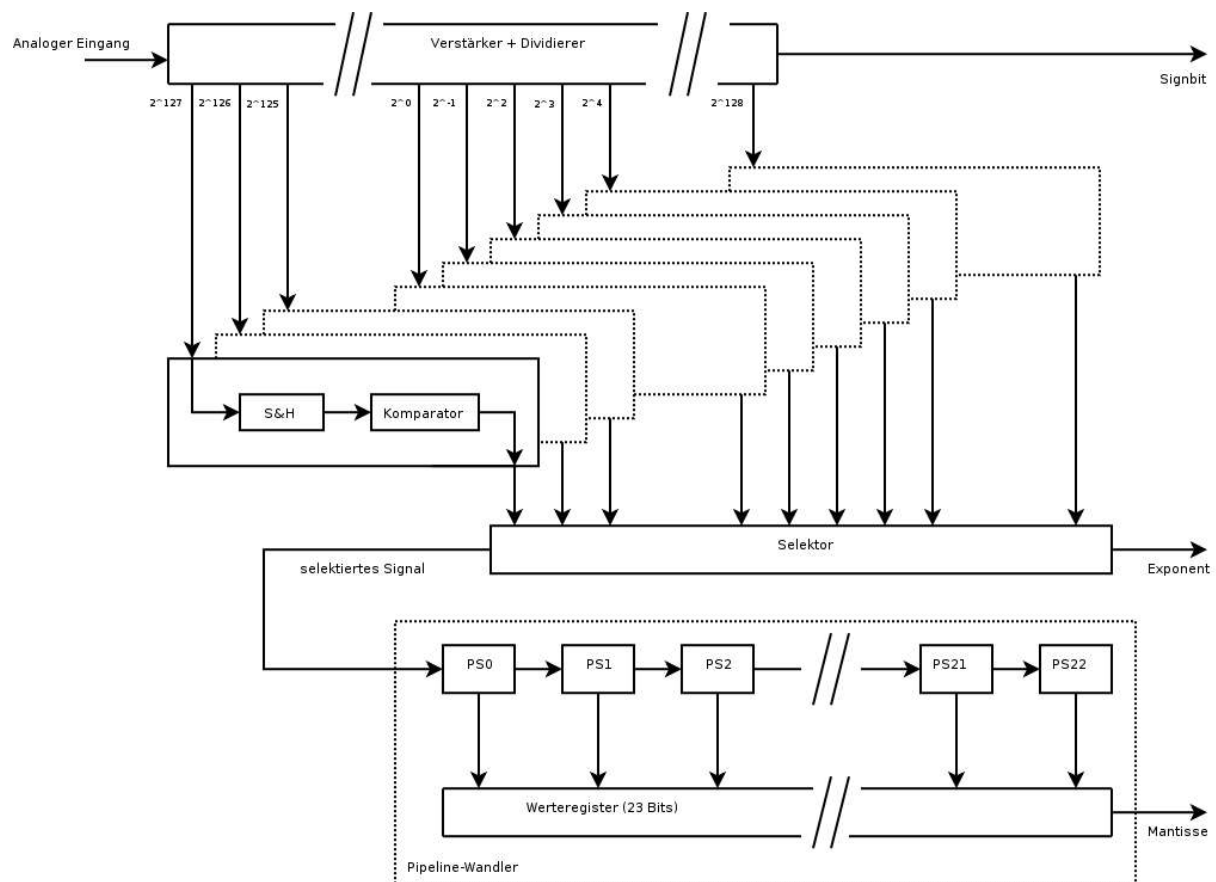 Analoger Eingang
Verstärker + Dividierer
Signbit
2^127
2^126
2^125
2^0
2^-1
2^2
2^3
2^4
2^128
S&H
Komparator
Selektor
selektiertes Signal
Exponent
PS0
PS1
PS2
PS21
PS22
Werteregister (23 Bits)
Mantisse
Pipeline-Wandler